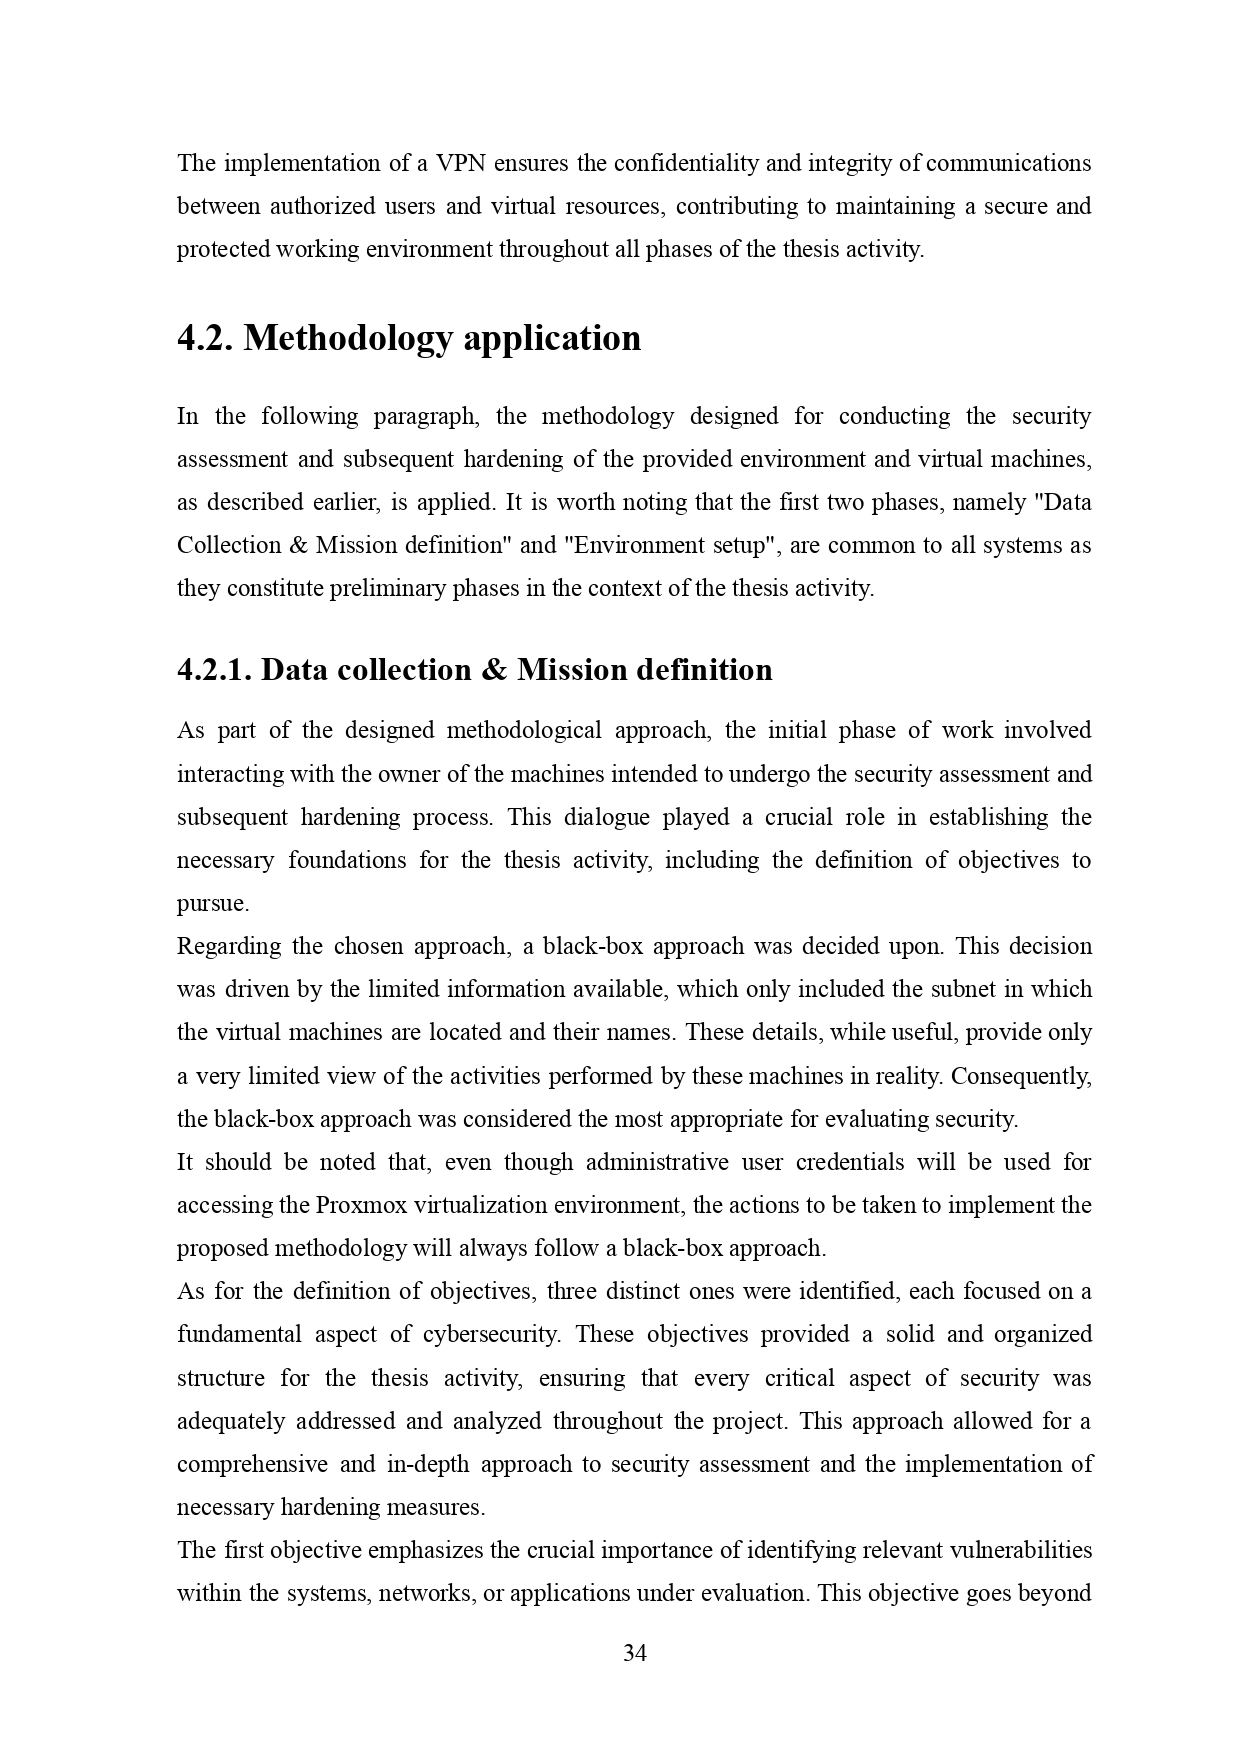 The implementation of a VPN ensures the confidentiality and integrity of communications
between authorized users and virtual resources, contributing to maintaining a secure and
protected working environment throughout all phases of the thesis activity.
4.2. Methodology application
In the following paragraph, the methodology designed for conducting the security
assessment and subsequent hardening of the provided environment and virtual machines,
as described earlier, is applied. It is worth noting that the first two phases, namely "Data
Collection & Mission definition" and "Environment setup", are common to all systems as
they constitute preliminary phases in the context of the thesis activity.
4.2.1. Data collection & Mission definition
As part of the designed methodological approach, the initial phase of work involved
interacting with the owner of the machines intended to undergo the security assessment and
subsequent hardening process. This dialogue played a crucial role in establishing the
necessary foundations for the thesis activity, including the definition of objectives to
pursue.
Regarding the chosen approach, a black-box approach was decided upon. This decision
was driven by the limited information available, which only included the subnet in which
the virtual machines are located and their names. These details, while useful, provide only
a very limited view of the activities performed by these machines in reality. Consequently,
the black-box approach was considered the most appropriate for evaluating security.
It should be noted that, even though administrative user credentials will be used for
accessing the Proxmox virtualization environment, the actions to be taken to implement the
proposed methodology will always follow a black-box approach.
As for the definition of objectives, three distinct ones were identified, each focused on a
fundamental aspect of cybersecurity. These objectives provided a solid and organized
structure for the thesis activity, ensuring that every critical aspect of security was
adequately addressed and analyzed throughout the project. This approach allowed for a
comprehensive and in-depth approach to security assessment and the implementation of
necessary hardening measures.
The first objective emphasizes the crucial importance of identifying relevant vulnerabilities
within the systems, networks, or applications under evaluation. This objective goes beyond
34